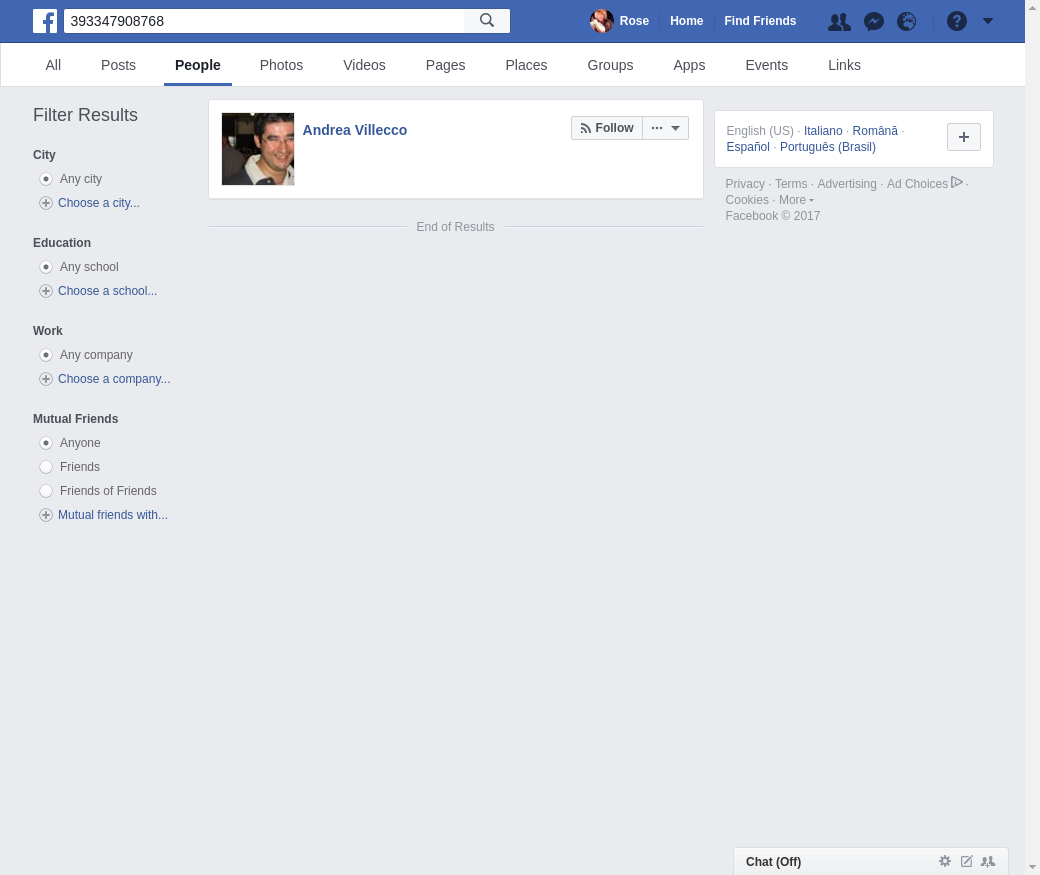 393347908768
Rose Home Find Friends
All Posts People Photos Videos Pages Places Groups Apps Events Links
Filter Results
City
Any city
Choose a city...
Education
Any school
Choose a school...
Work
Any company
Choose a company...
Mutual Friends
Anyone
Friends
Friends of Friends
Mutual friends with...
Andrea Villecco
Follow
End of Results
English (US) · Italiano · Română ·
Español · Português (Brasil)
Privacy · Terms · Advertising · Ad Choices ·
Cookies · More
Facebook © 2017
Chat (Off)